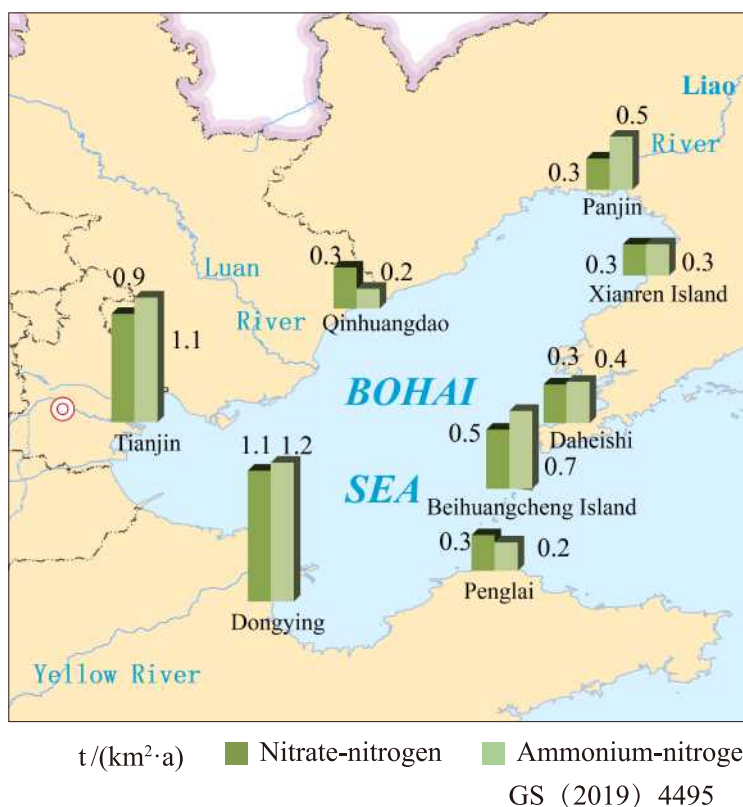 Liao
River
0.5
0.3
Panjin
0.3
0.3
Xianren Island
Luan
River
0.3
0.2
Qinhuangdao
0.9
1.1
Tianjin
BOHAI
SEA
0.3 0.4
Daheishi
0.5
0.7
Beihuangcheng Island
1.1 1.2
Dongying
0.3
0.2
Penglai
Yellow River
t/(km²·a) Nitrate-nitrogen Ammonium-nitroge
GS（2019）4495